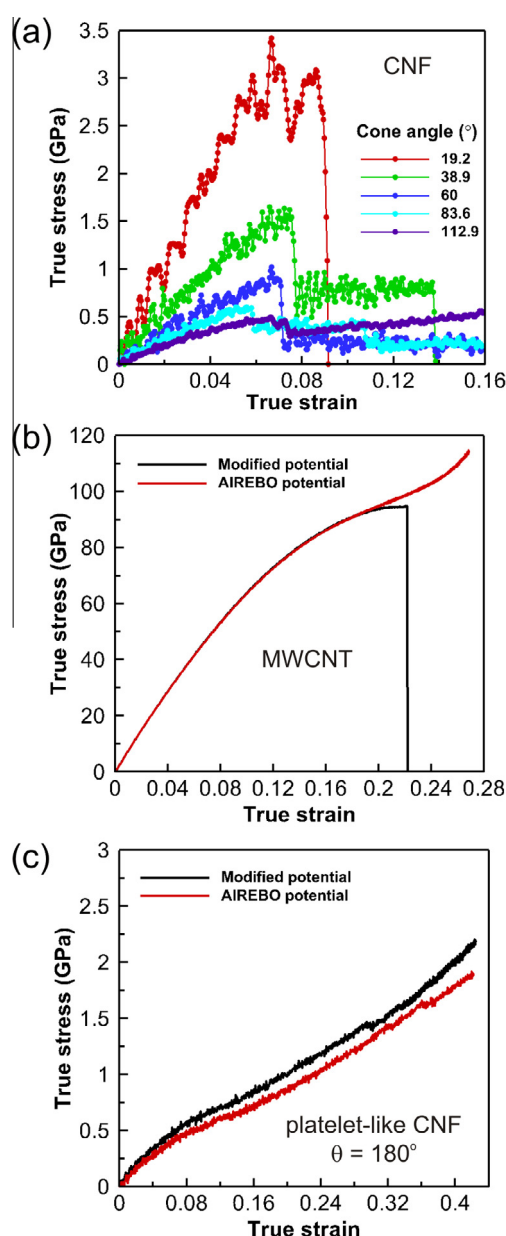 (a)
3.5
3
2.5
2
1.5
1
0.5
0
True stress (GPa)
CNF
Cone angle (°)
19.2
38.9
60
83.6
112.9
0 0.04 0.08 0.12 0.16
True strain
(b)
120
100
80
60
40
20
0
True stress (GPa)
Modified potential
AIREBO potential
MWCNT
0 0.04 0.08 0.12 0.16 0.2 0.24 0.28
True strain
(c)
3
2.5
2
1.5
1
0.5
0
True stress (GPa)
Modified potential
AIREBO potential
platelet-like CNF
θ = 180°
0 0.08 0.16 0.24 0.32 0.4
True strain